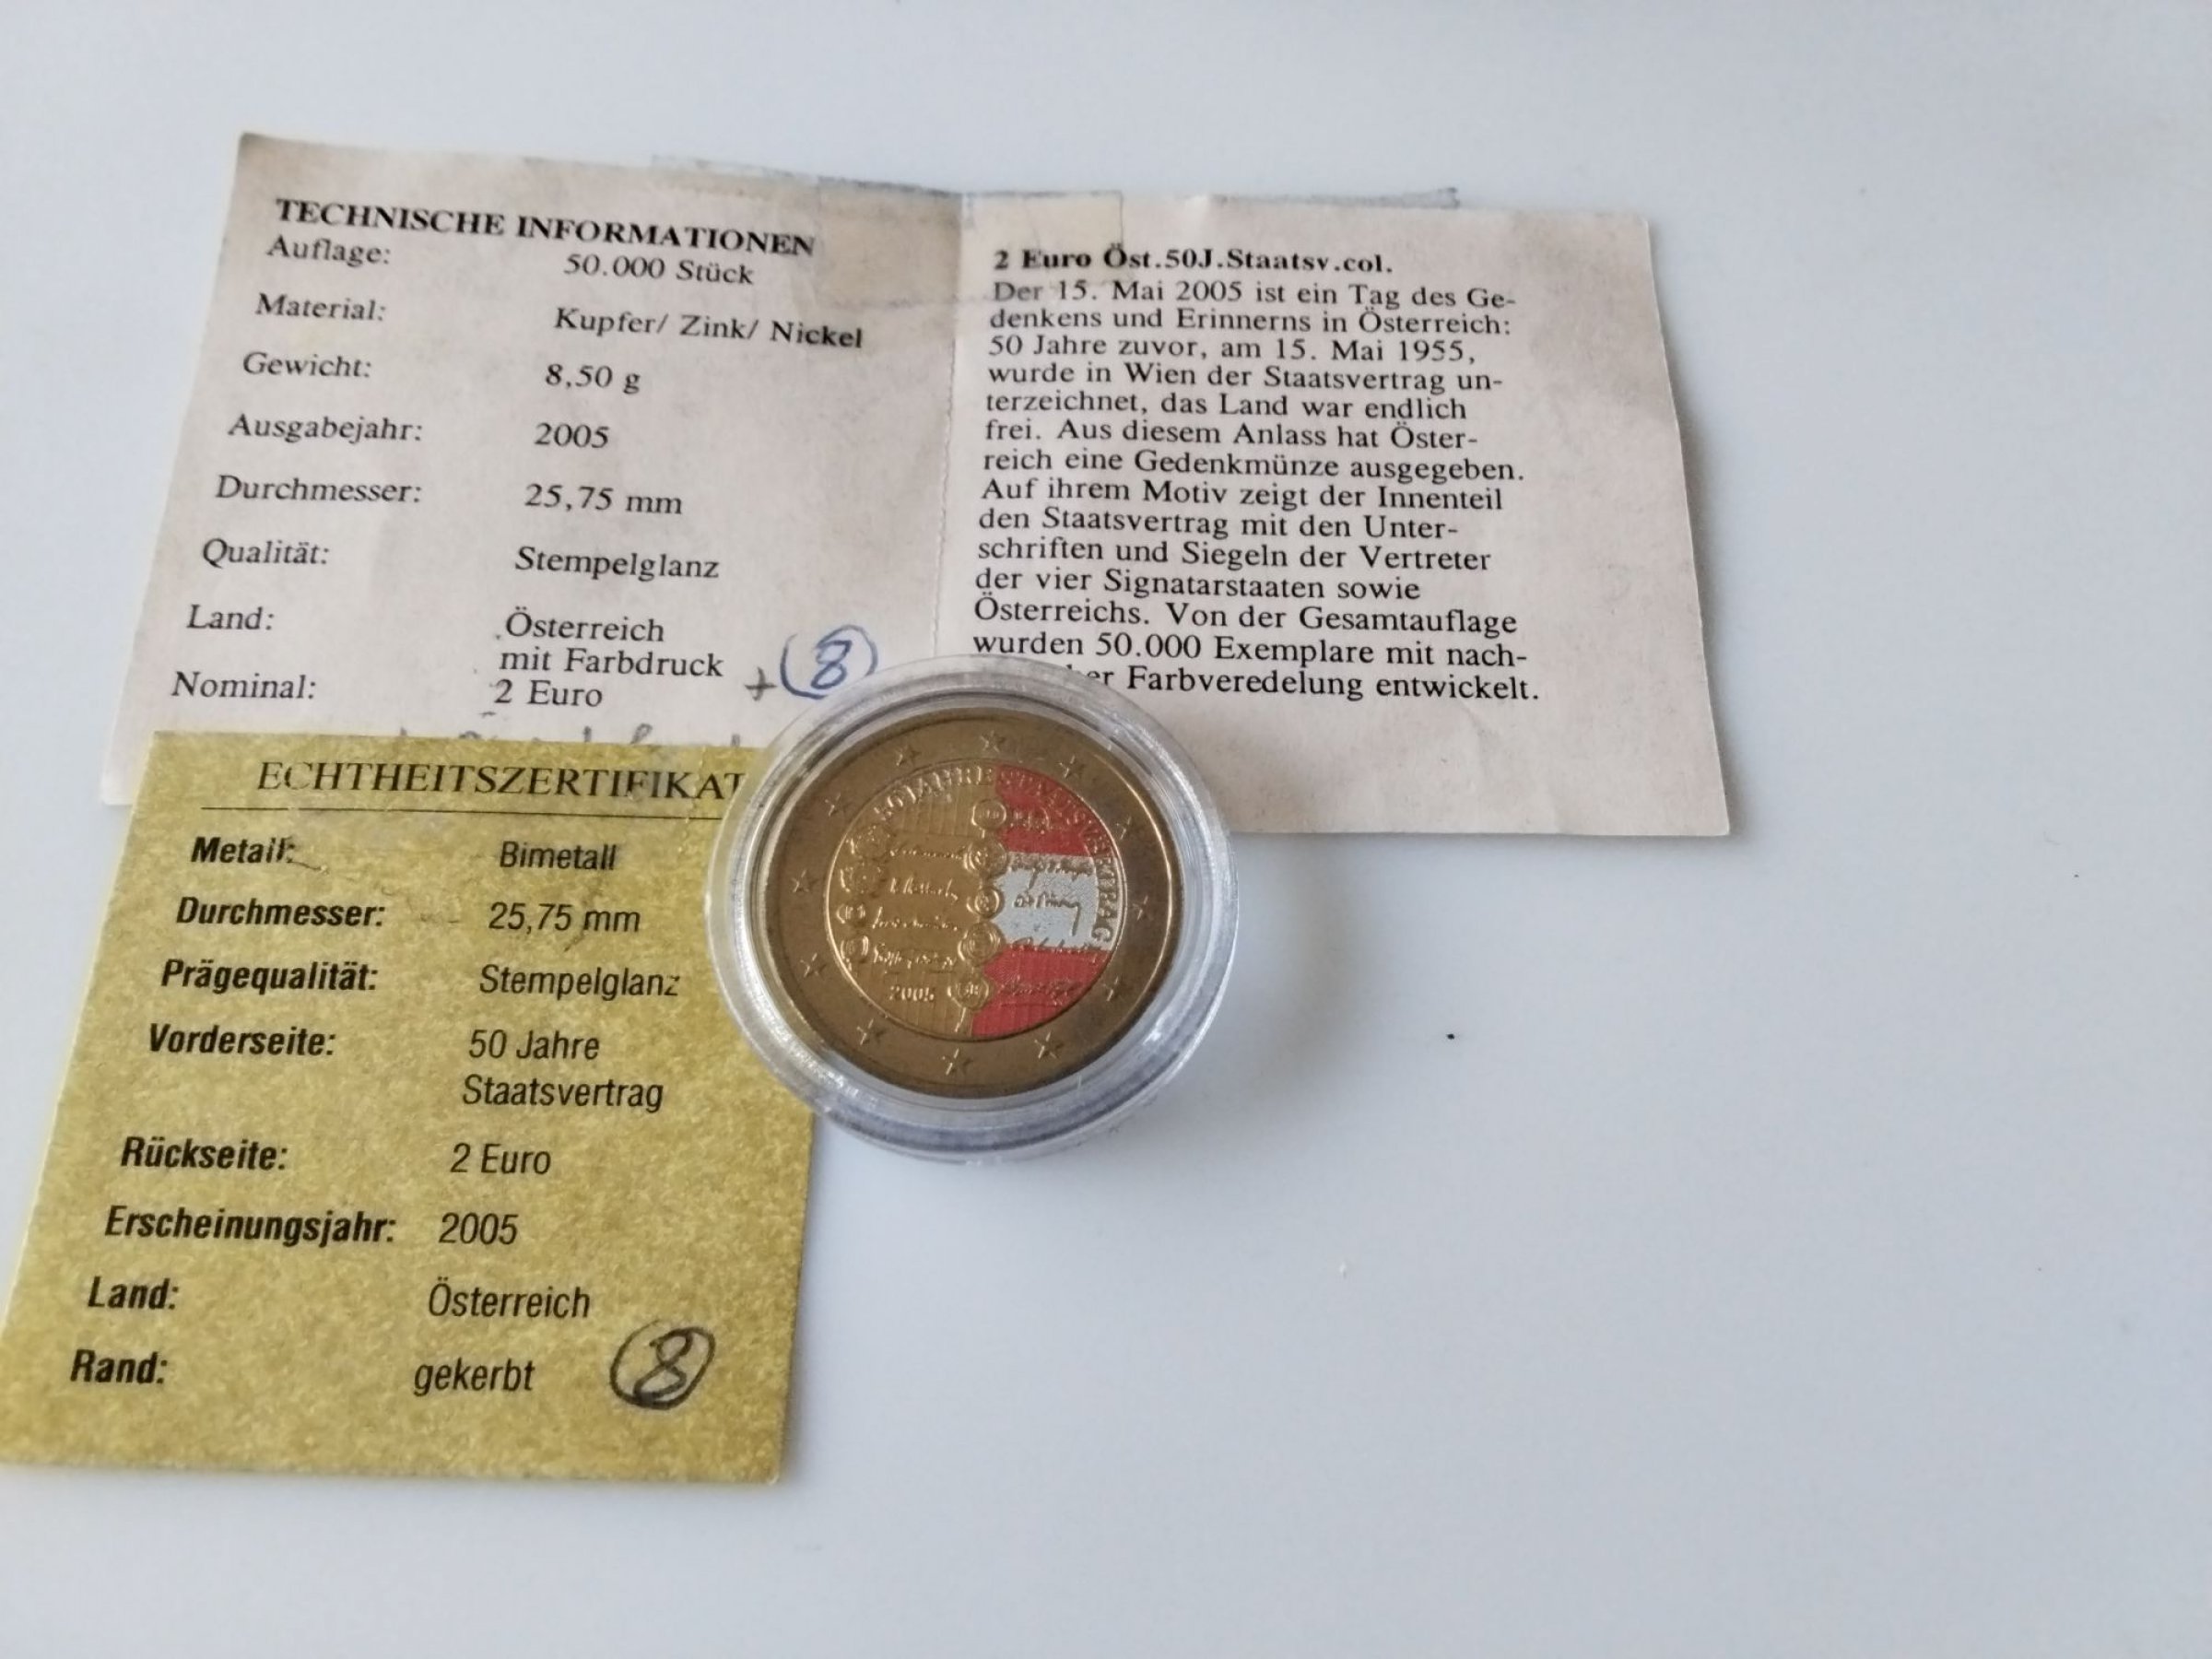 TECHNISCHE INFORMATIONEN
Auflage: 50.000 Stück
Material: Kupfer/ Zink/ Nickel
Gewicht: 8,50 g
Ausgabejahr: 2005
Durchmesser: 25,75 mm
Qualität: Stempelglanz
Land: Österreich
mit Farbdruck
Nominal: 2 Euro
+ 8
2 Euro Öst.50J.Staatsv.col.
Der 15. Mai 2005 ist ein Tag des Ge-
denkens und Erinnerns in Österreich:
50 Jahre zuvor, am 15. Mai 1955,
wurde in Wien der Staatsvertrag un-
terzeichnet, das Land war endlich
frei. Aus diesem Anlass hat Öster-
reich eine Gedenkmünze ausgegeben.
Auf ihrem Motiv zeigt der Innenteil
den Staatsvertrag mit den Unter-
schriften und Siegeln der Vertreter
der vier Signatarstaaten sowie
Österreichs. Von der Gesamtauflage
wurden 50.000 Exemplare mit nach-
er Farbveredelung entwickelt.
ECHTHEITSZERTIFIKAT
Metall: Bimetall
Durchmesser: 25,75 mm
Prägequalität: Stempelglanz
Vorderseite: 50 Jahre
Staatsvertrag
Rückseite: 2 Euro
Erscheinungsjahr: 2005
Land: Österreich
Rand: gekerbt
8
50 JAHRE STAATSVERTRAG
2005